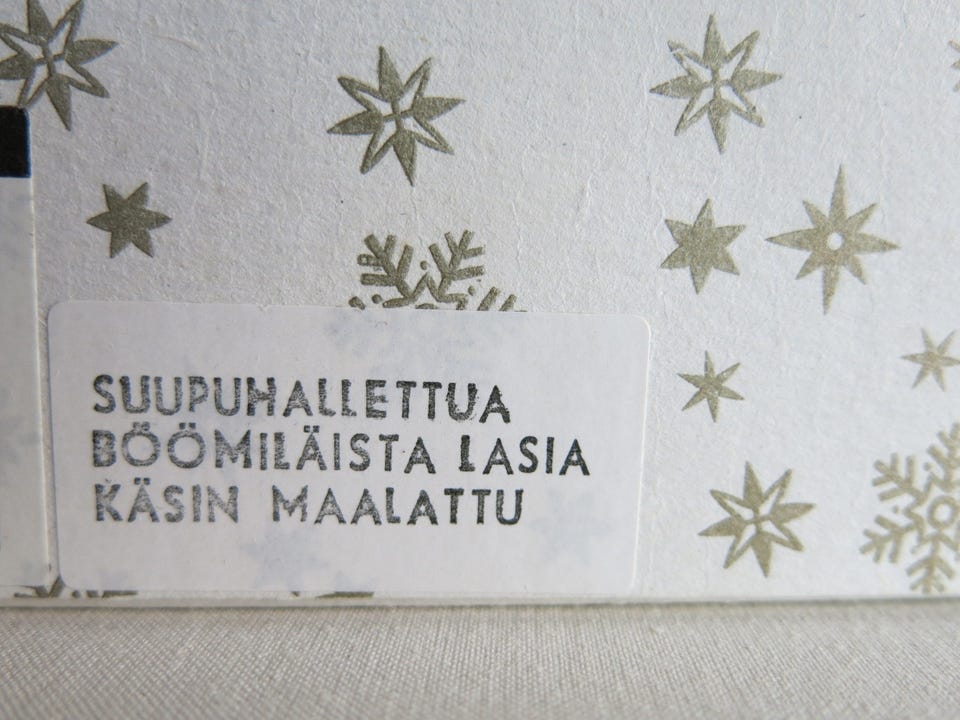 SUUPUHALLETTUA
BÖÖMILÄISTA LASIA
KÄSIN MAALATTU